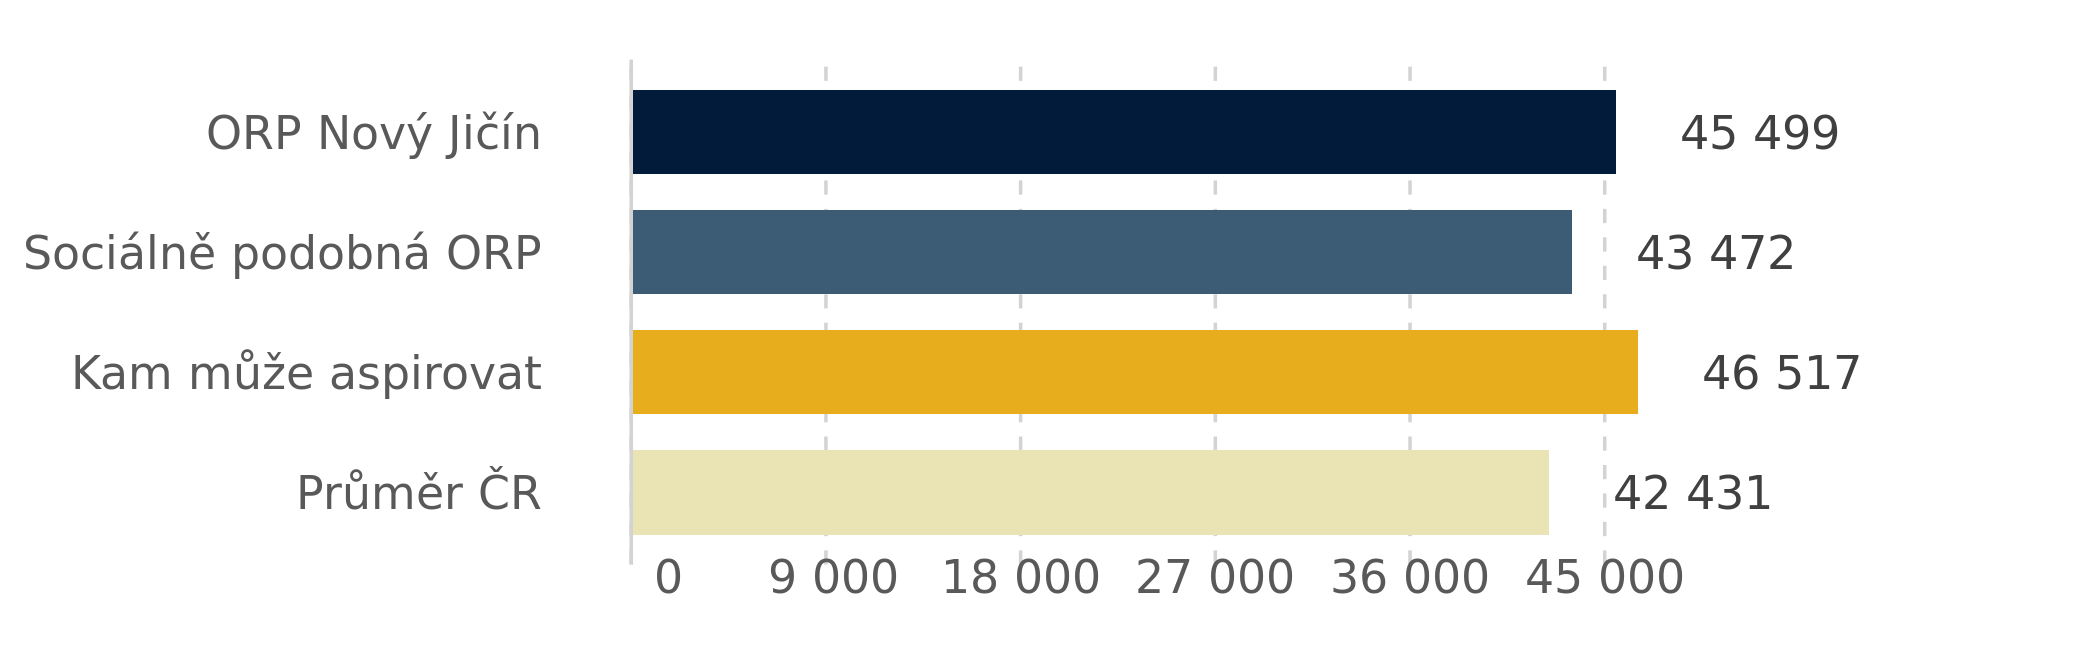 ORP Nový Jičín 45 499
Sociálně podobná ORP 43 472
Kam může aspirovat 46 517
Průměr ČR 42 431
0 9 000 18 000 27 000 36 000 45 000